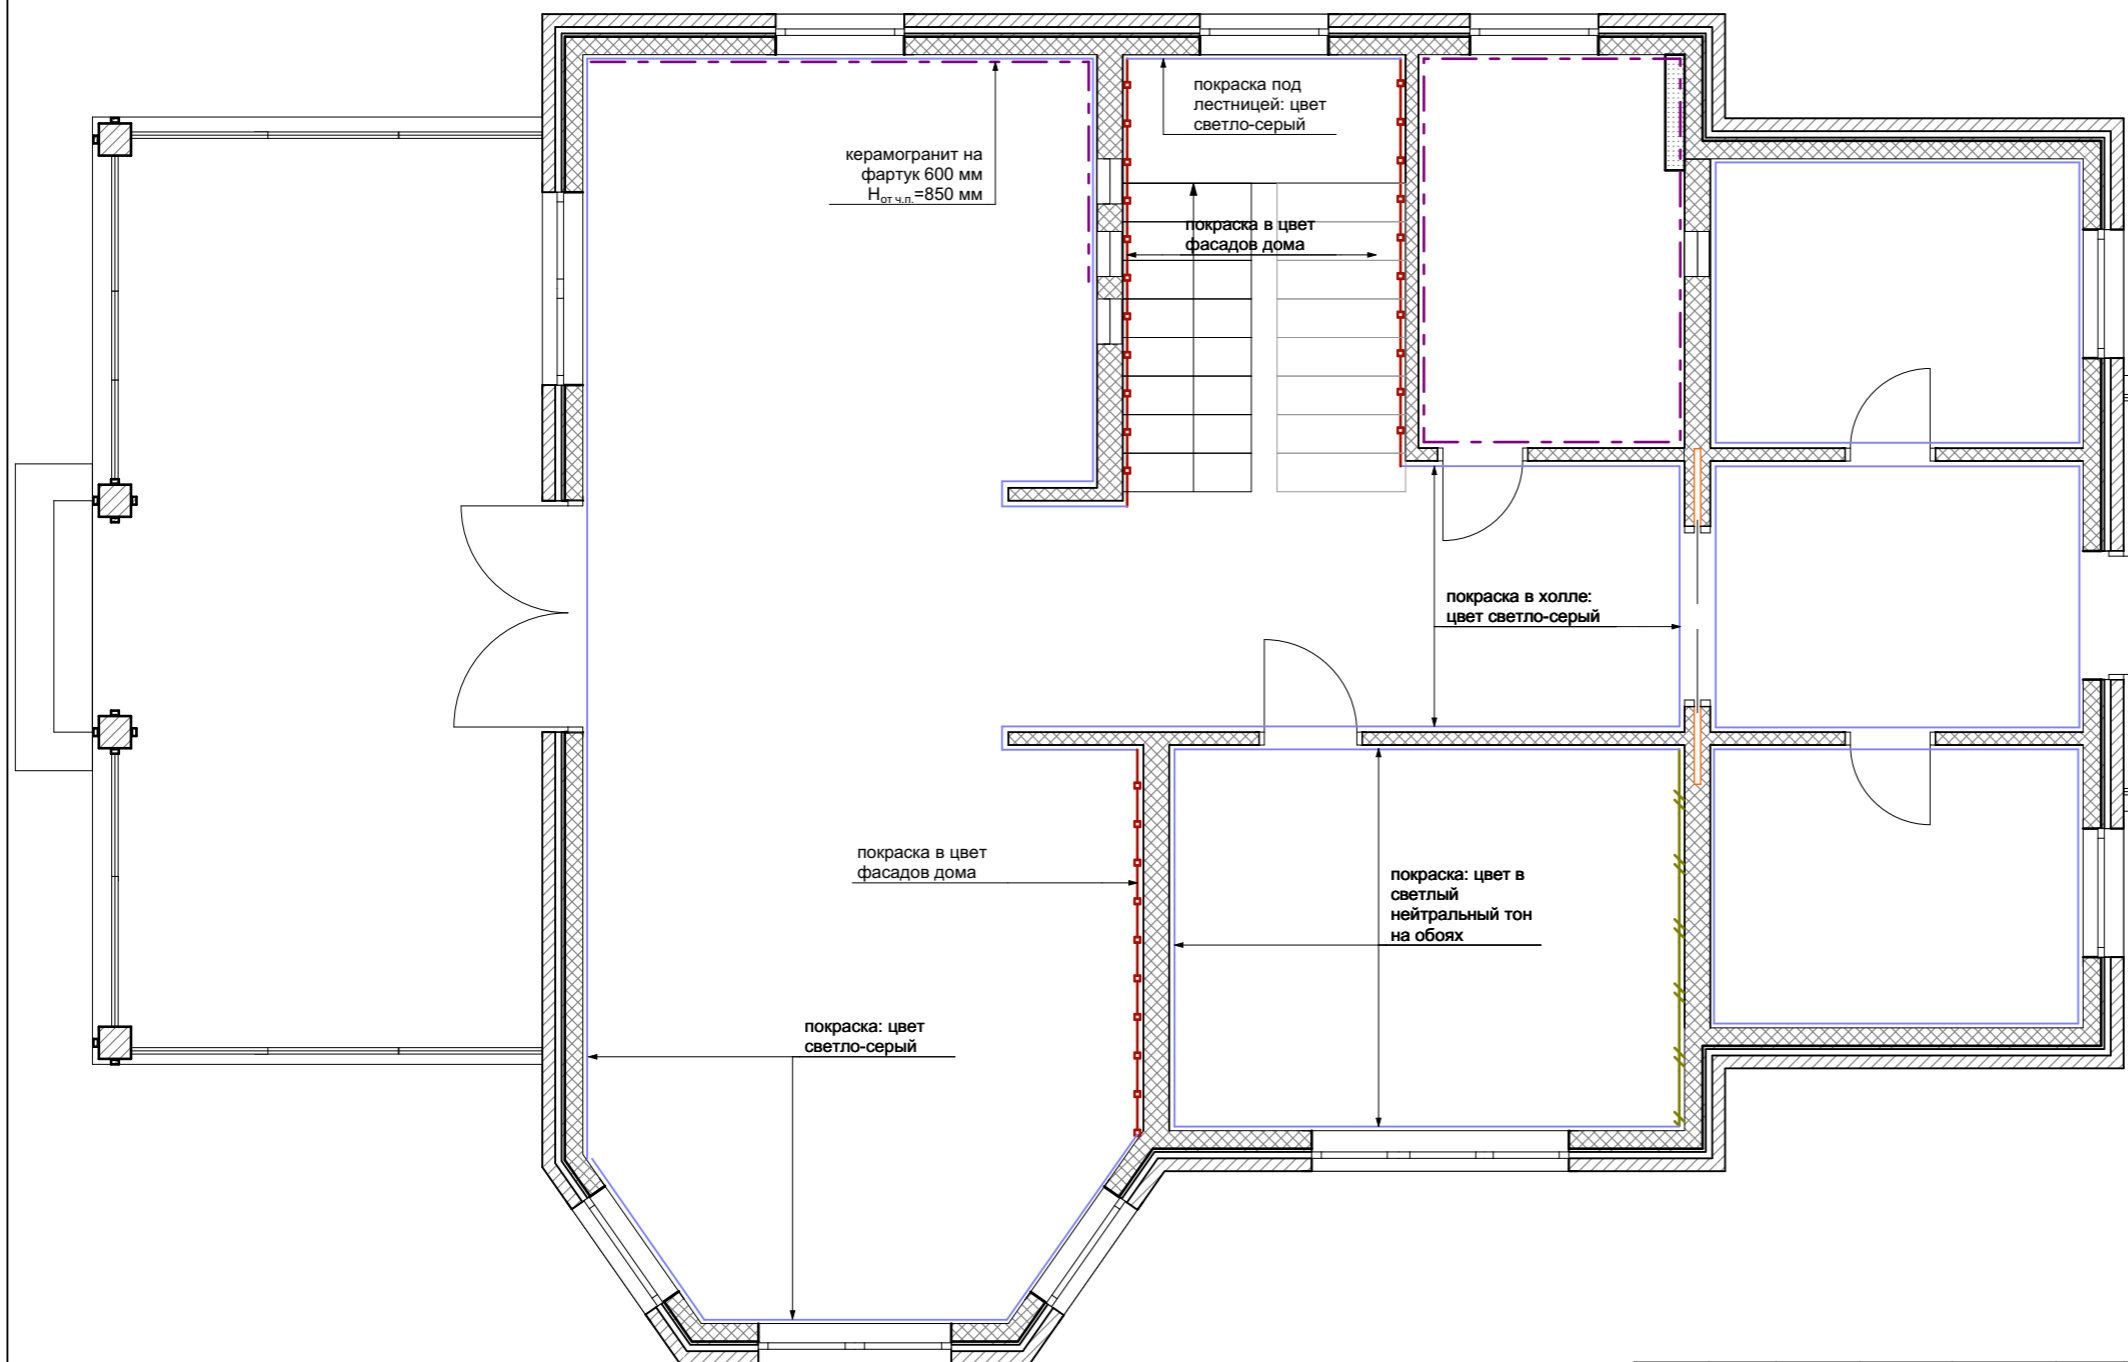 покраска под
лестницей: цвет
светло-серый
керамогранит на
фартук 600 мм
Hот ч.п.=850 мм
покраска в цвет
фасадов дома
покраска в холле:
цвет светло-серый
покраска в цвет
фасадов дома
покраска: цвет в
светлый
нейтральный тон
на обоях
покраска: цвет
светло-серый